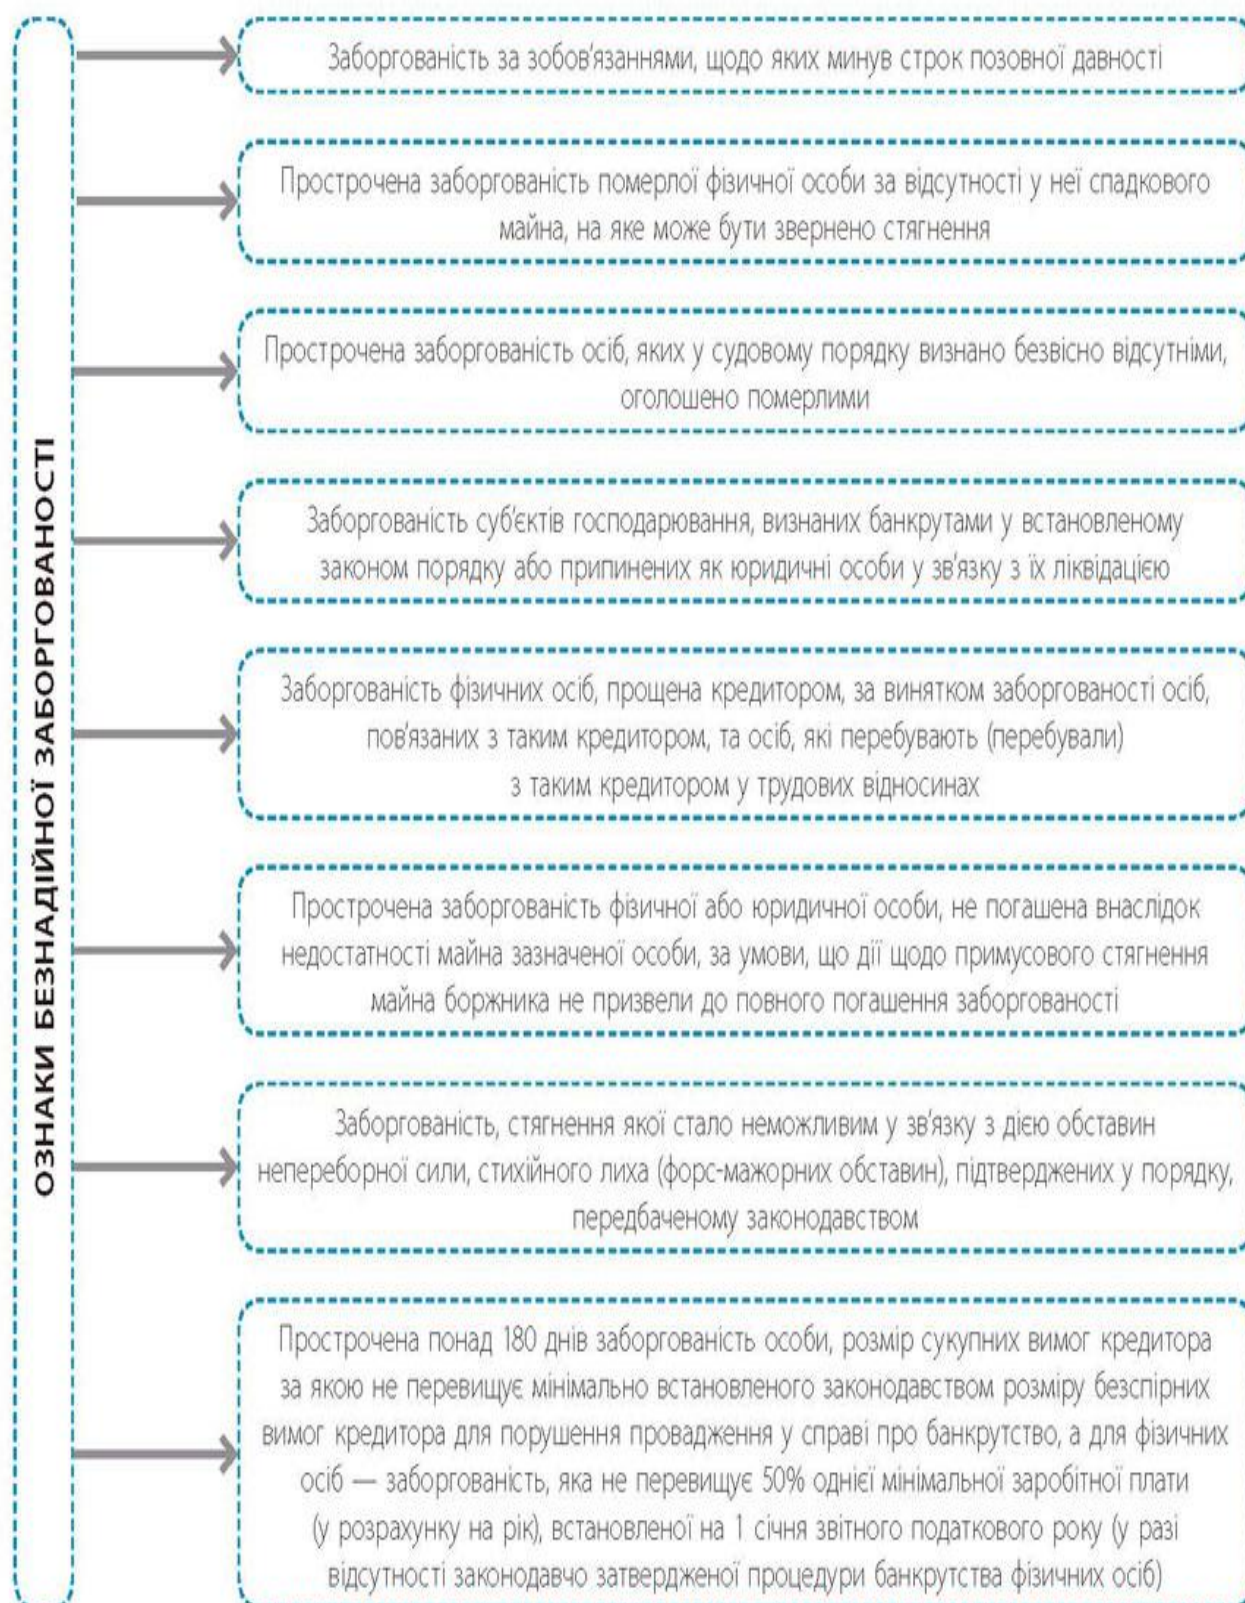 ОЗНАКИ БЕЗНАДІЙНОЇ ЗАБОРГОВАНОСТІ
Заборгованість за зобов'язаннями, щодо яких минув строк позовної давності
Прострочена заборгованість померлої фізичної особи за відсутності у неї спадкового
майна, на яке може бути звернено стягнення
Прострочена заборгованість осіб, яких у судовому порядку визнано безвісно відсутніми,
оголошено померлими
Заборгованість суб'єктів господарювання, визнаних банкрутами у встановленому
законом порядку або припинених як юридичні особи у зв'язку з їх ліквідацією
Заборгованість фізичних осіб, прощена кредитором, за винятком заборгованості осіб,
пов'язаних з таким кредитором, та осіб, які перебувають (перебували)
з таким кредитором у трудових відносинах
Прострочена заборгованість фізичної або юридичної особи, не погашена внаслідок
недостатності майна зазначеної особи, за умови, що дії щодо примусового стягнення
майна боржника не призвели до повного погашення заборгованості
Заборгованість, стягнення якої стало неможливим у зв'язку з дією обставин
непереборної сили, стихійного лиха (форс-мажорних обставин), підтверджених у порядку,
передбаченому законодавством
Прострочена понад 180 днів заборгованість особи, розмір сукупних вимог кредитора
за якою не перевищує мінімально встановленого законодавством розміру безспірних
вимог кредитора для порушення провадження у справі про банкрутство, а для фізичних
осіб — заборгованість, яка не перевищує 50% однієї мінімальної заробітної плати
(у розрахунку на рік), встановленої на 1 січня звітного податкового року (у разі
відсутності законодавчо затвердженої процедури банкрутства фізичних осіб)